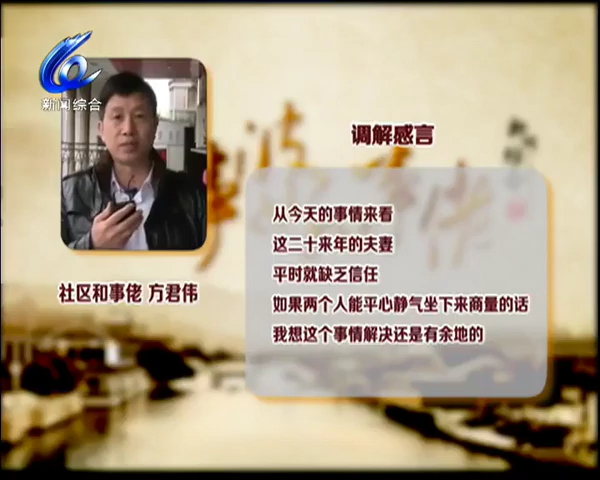 新闻综合
调解感言
从今天的事情来看
这二十来年的夫妻
平时就缺乏信任
如果两个人能平心静气坐下来商量的话
我想这个事情解决还是有余地的
社区和事佬 方君伟